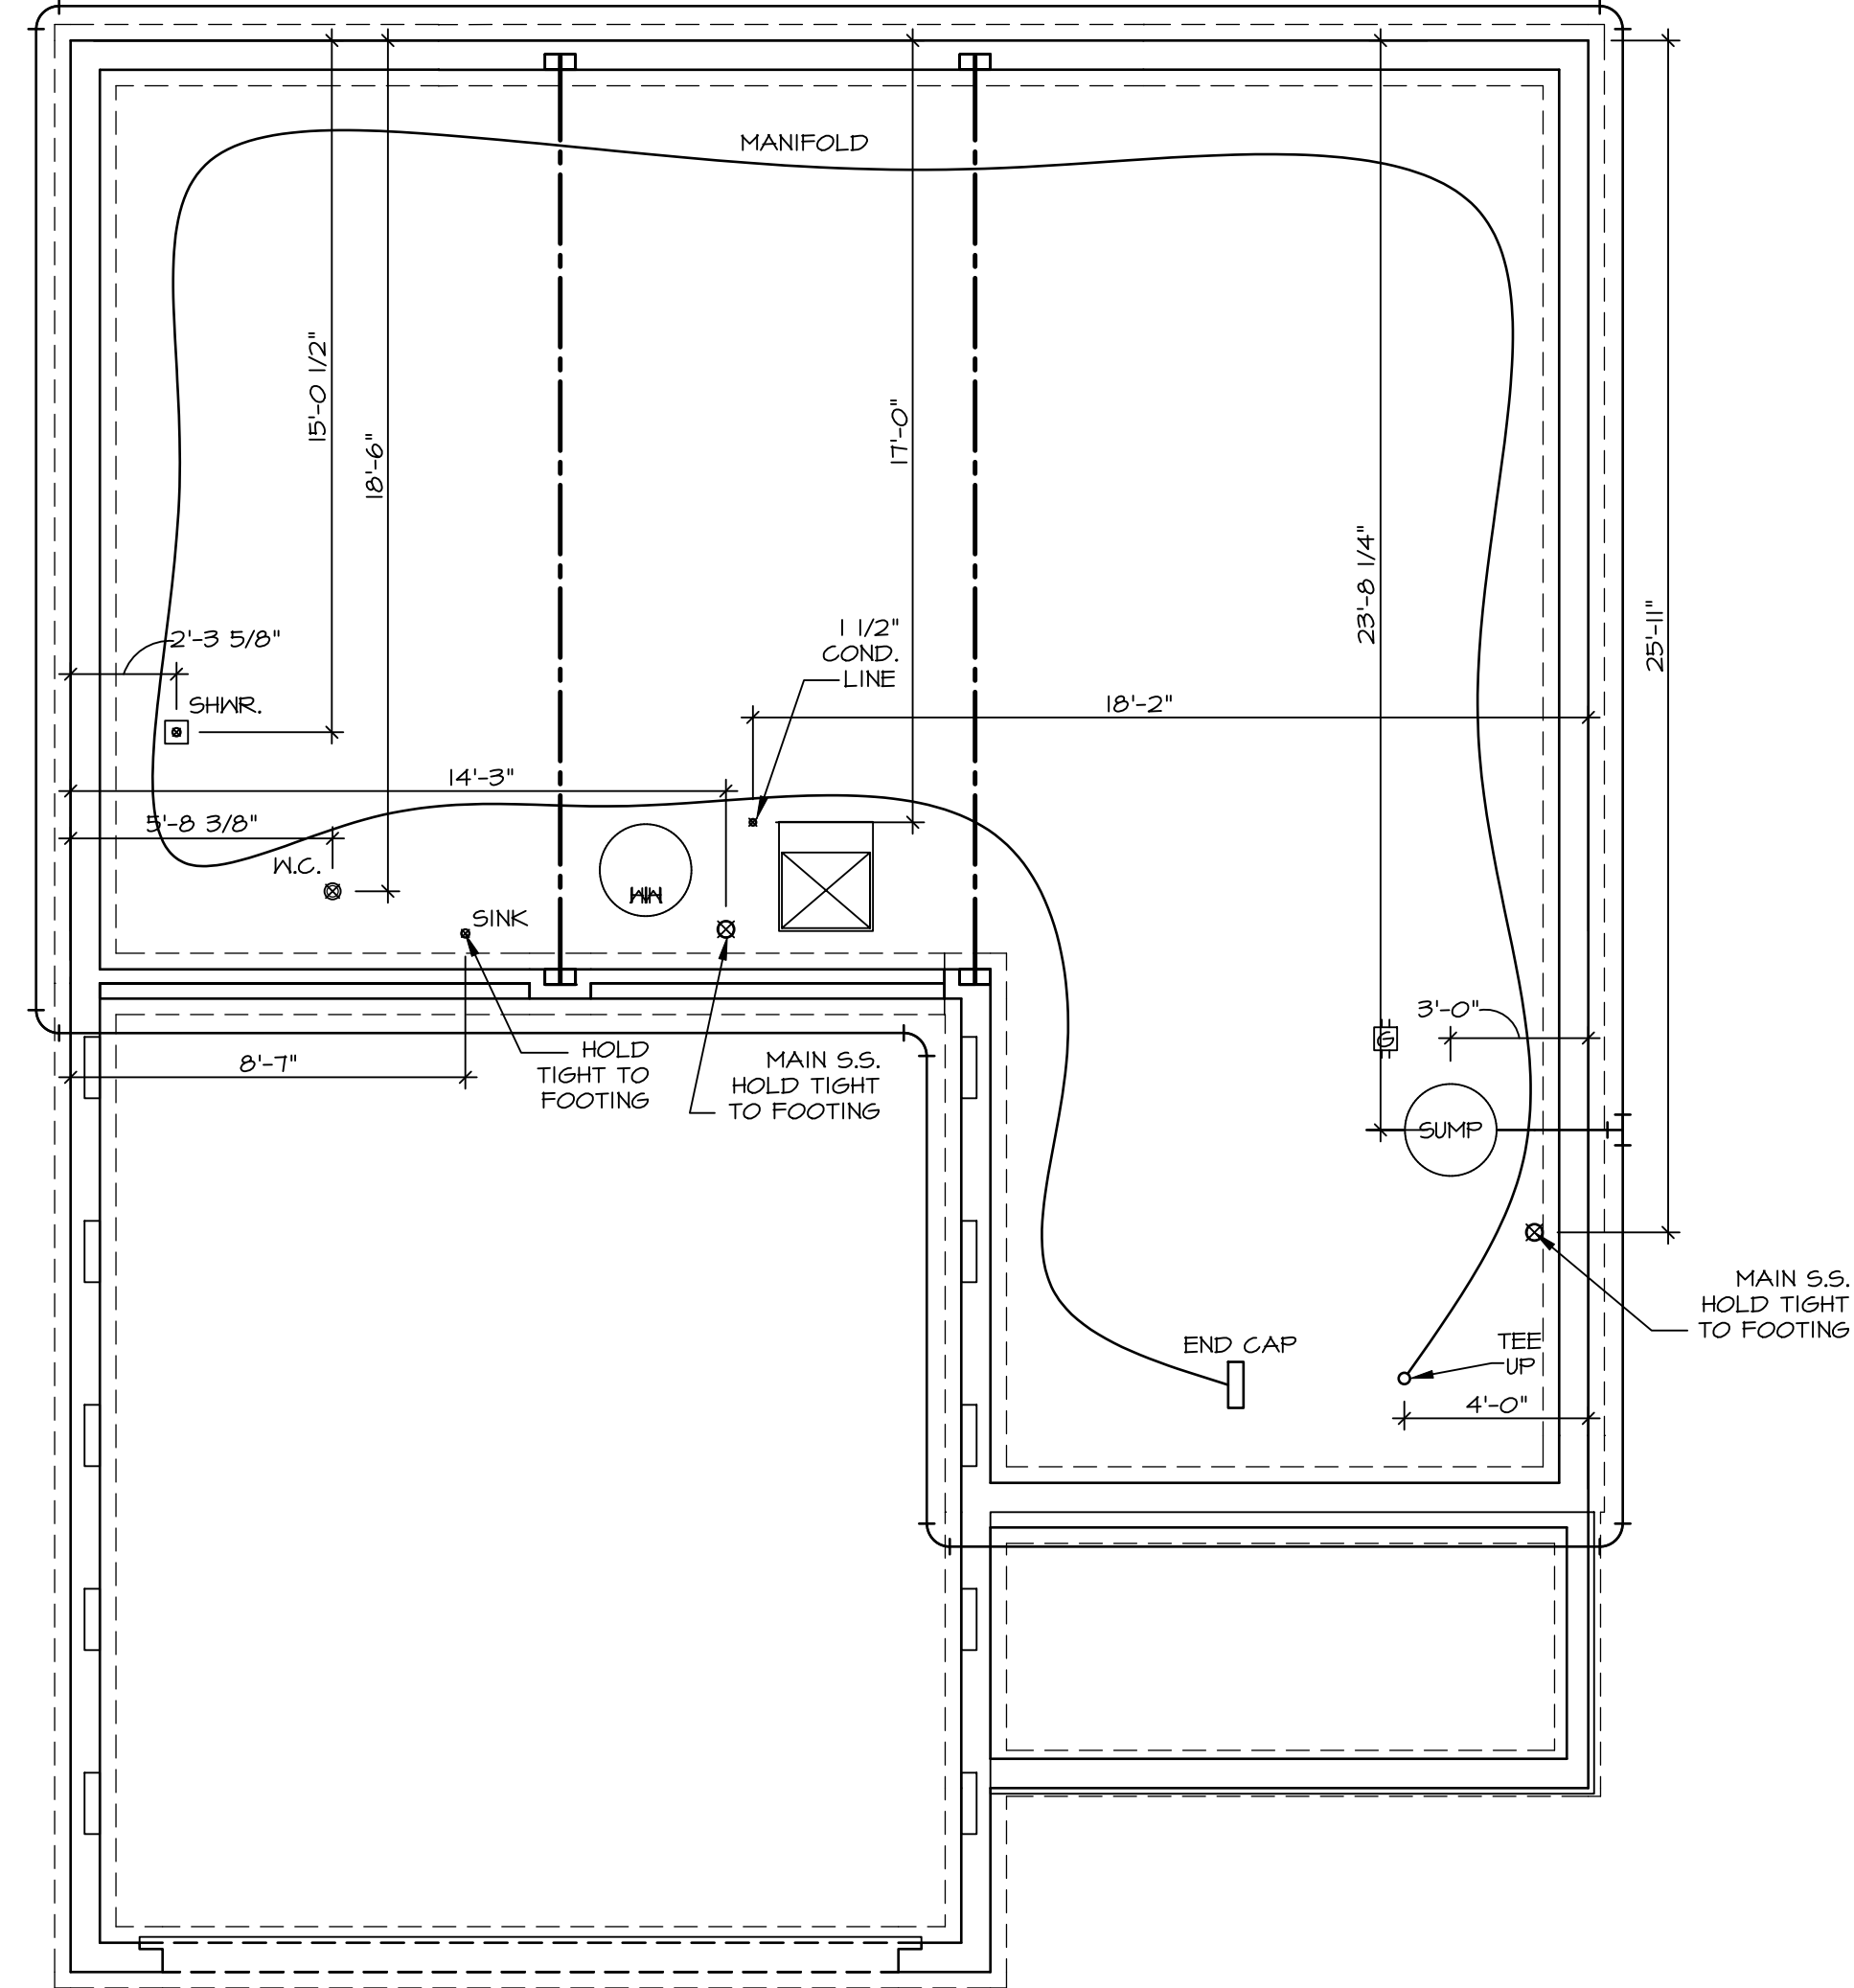 MANIFOLD
15'-0 1/2"
18'-6"
17'-0"
23'-8 1/4"
25'-11"
2'-3 5/8"
SHWR.
1 1/2"
COND.
LINE
18'-2"
14'-3"
5'-8 3/8"
W.C.
SINK
8'-7"
HOLD
TIGHT TO
FOOTING
MAIN S.S.
HOLD TIGHT
TO FOOTING
3'-0"
G
SUMP
MAIN S.S.
HOLD TIGHT
TO FOOTING
END CAP
TEE
UP
4'-0"